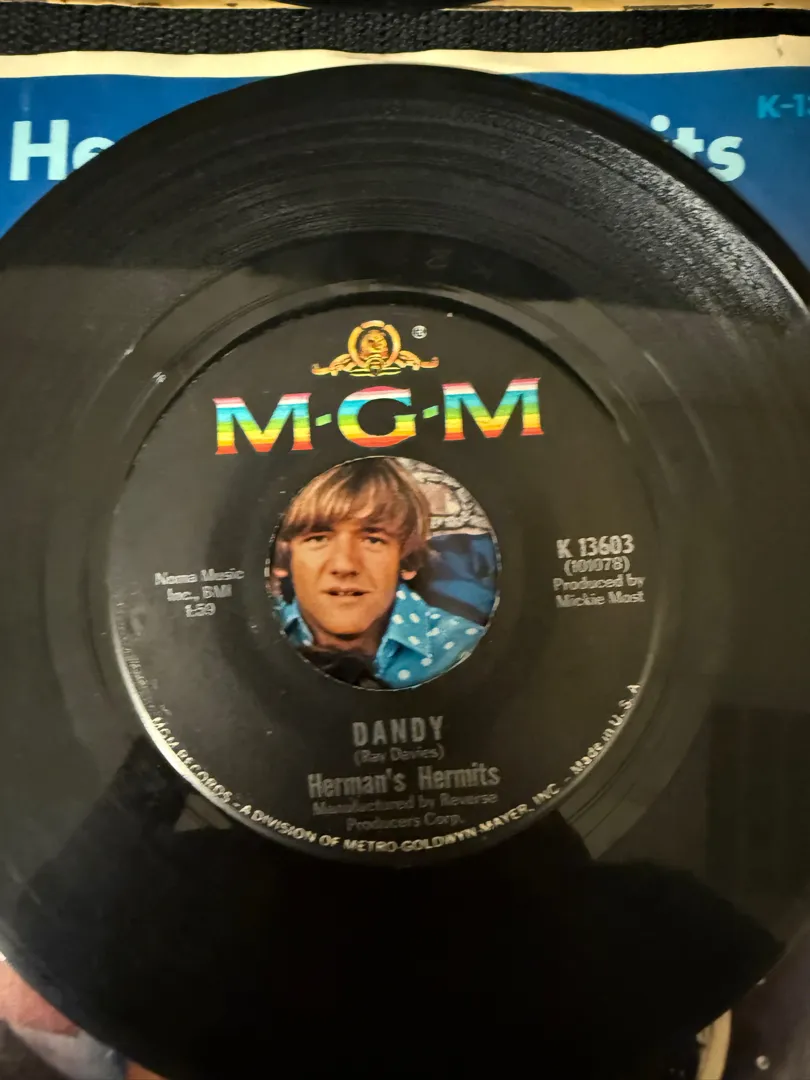 K-13
He
its
®
M-G-M
K 13603
(101078)
Produced by
Mickie Most
Noma Music
Inc., BMI
1:59
DANDY
(Ray Davies)
Herman's Hermits
Manufactured by Reverse
Producers Corp.
MGM RECORDS - A DIVISION OF METRO-GOLDWYN-MAYER, INC. - Made in U.S.A